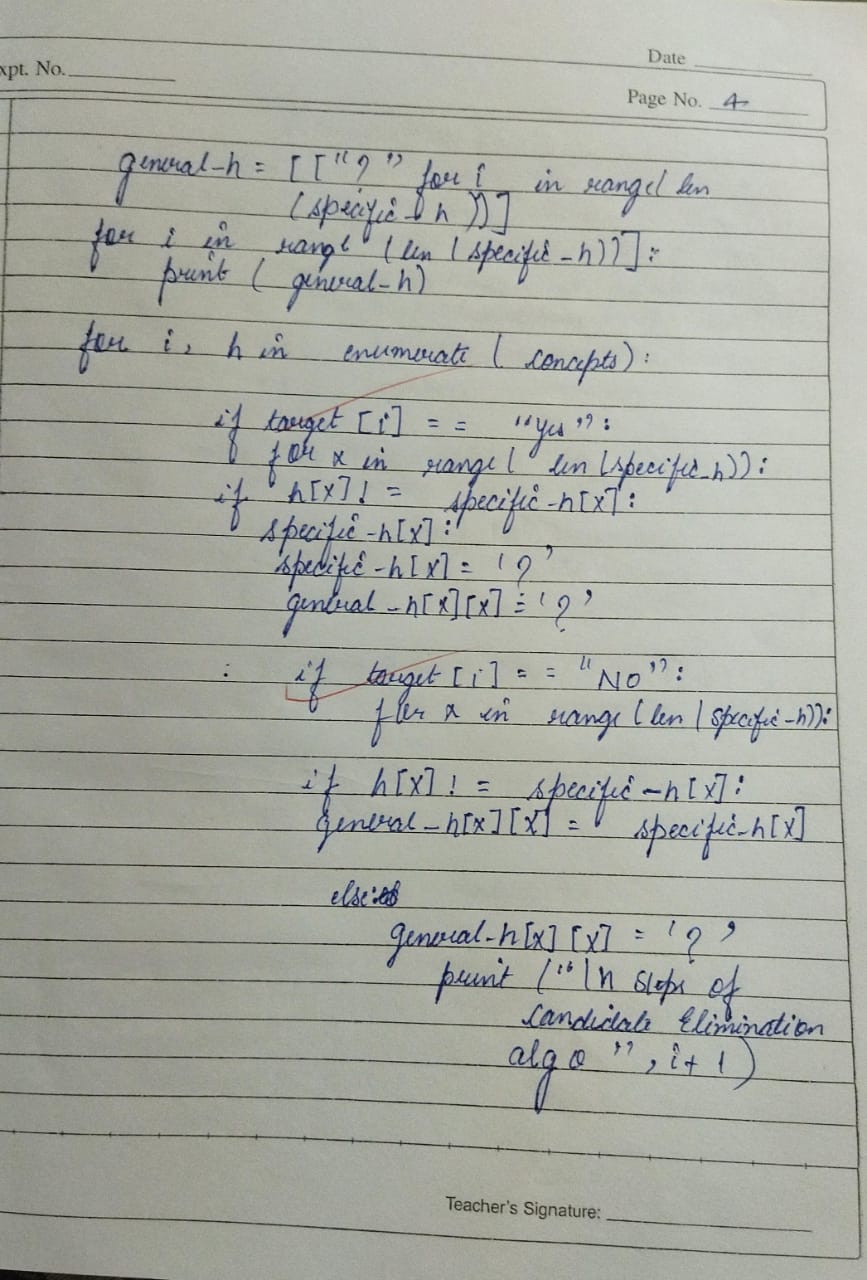 Date
xpt. No.
Page No. 4
general-h = [["?" for i in range( len
(specific-h))]
for i in range (len (specific-h))]:
print ( general-h)
for i, h in enumerate ( concepts):
if target [i] = = "yes":
for x in range( len (specific-h)):
if h[x]! = specific-h[x]:
specific-h[x]:
specific-h[x] = '?'
general-h[x][x] = '?'
: if target [i] = = "NO":
for x in range( len (specific-h)):
if h[x]! = specific-h[x]:
general-h[x][x] = specific-h[x]
else:
general-h[x][x] = '?'
print ("\n steps of
Candidate Elimination
algo", i+1)
Teacher's Signature: